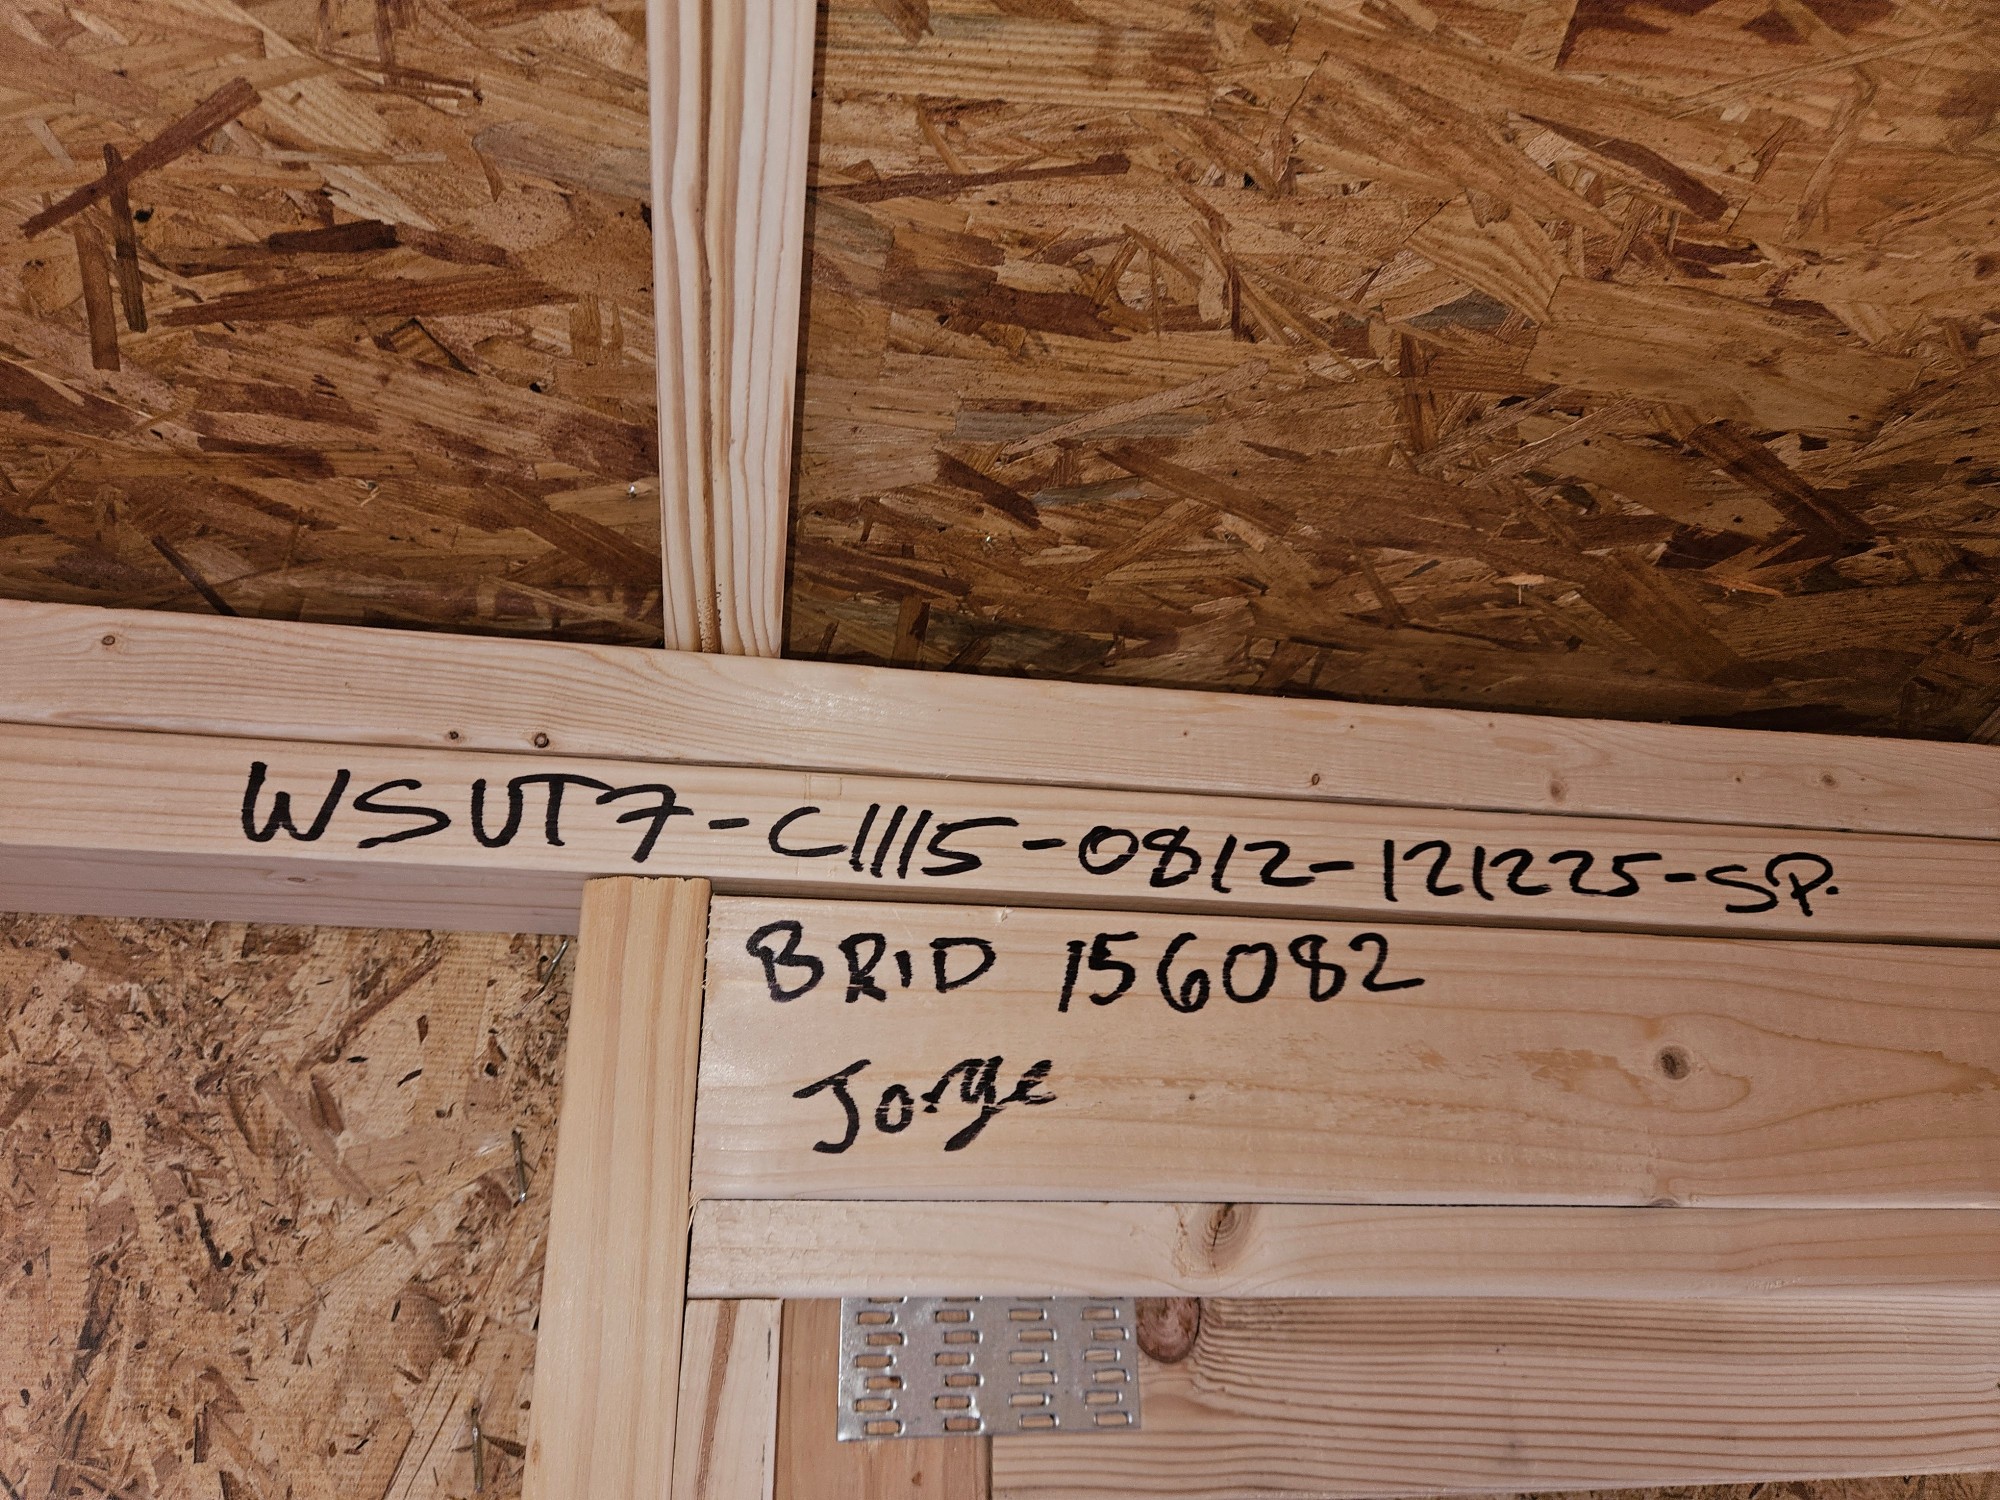 WSUT7-C1115-0812-121225-SP.
BRID 156082
Jorge